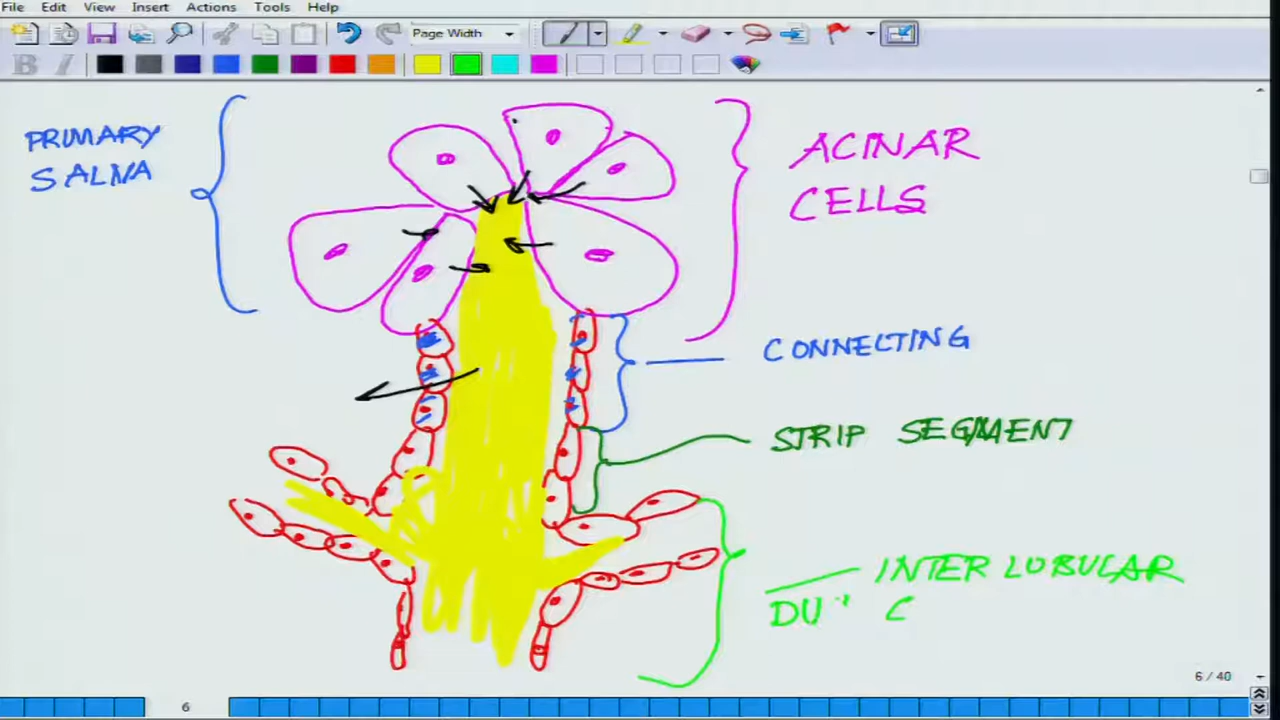 File Edit View Insert Actions Tools Help
Page Width
B I
PRIMARY
SALIVA
ACINAR
CELLS
CONNECTING
STRIP SEGMENT
INTER LOBULAR
DU C
6 / 40
6